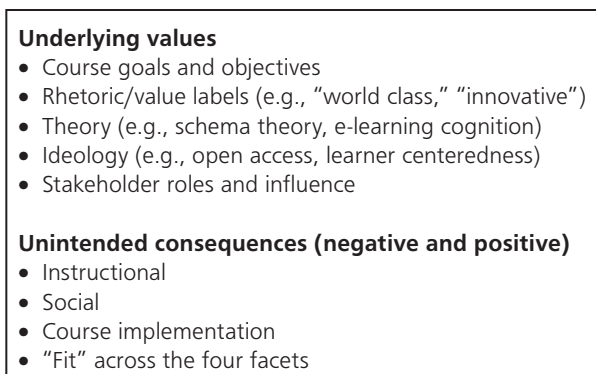 Underlying values
• Course goals and objectives
• Rhetoric/value labels (e.g., “world class,” “innovative”)
• Theory (e.g., schema theory, e-learning cognition)
• Ideology (e.g., open access, learner centeredness)
• Stakeholder roles and influence
Unintended consequences (negative and positive)
• Instructional
• Social
• Course implementation
• “Fit” across the four facets